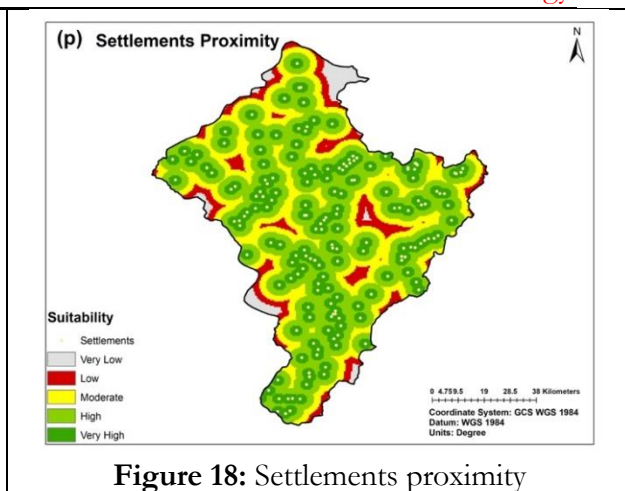 gy
(p) Settlements Proximity
N
Suitability
Settlements
Very Low
Low
Moderate
High
Very High
0 4.759.5 19 28.5 38 Kilometers
Coordinate System: GCS WGS 1984
Datum: WGS 1984
Units: Degree
Figure 18: Settlements proximity